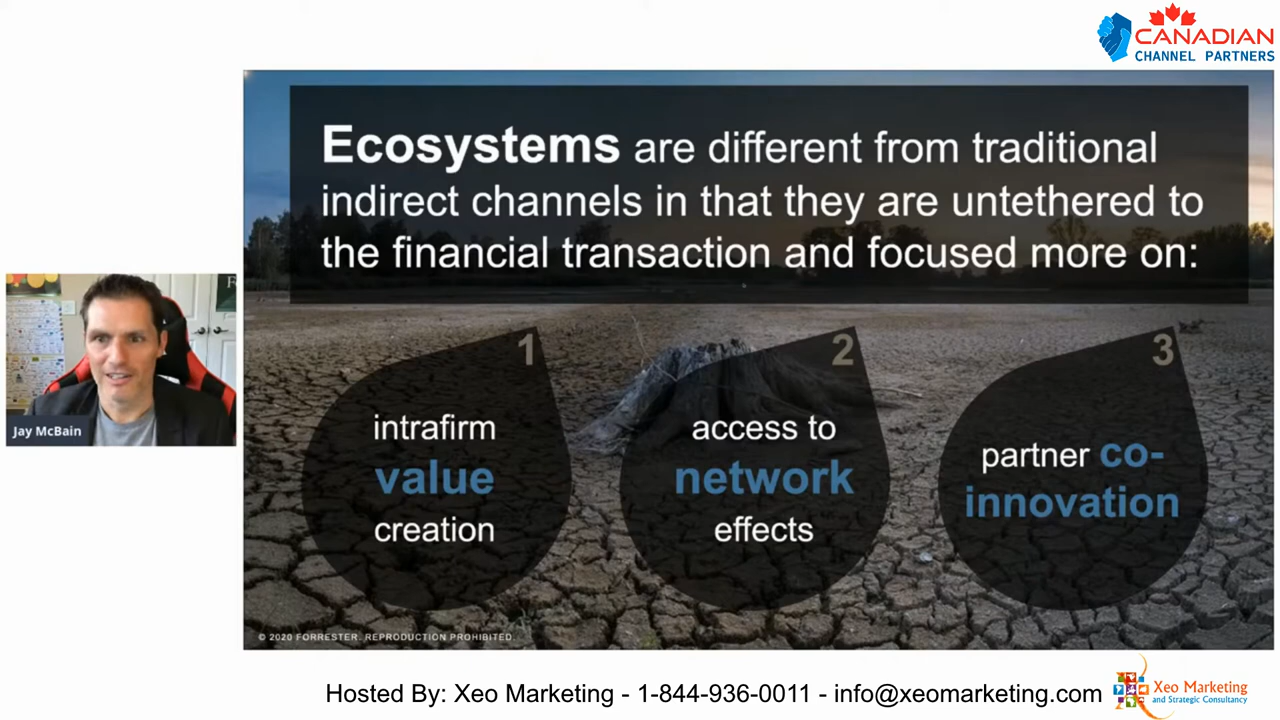 CANADIAN
CHANNEL PARTNERS
Ecosystems are different from traditional
indirect channels in that they are untethered to
the financial transaction and focused more on:
1
intrafirm
value
creation
2
access to
network
effects
3
partner co-
innovation
Jay McBain
© 2020 FORRESTER. REPRODUCTION PROHIBITED.
Hosted By: Xeo Marketing - 1-844-936-0011 - info@xeomarketing.com
Xeo Marketing
and Strategic Consultancy